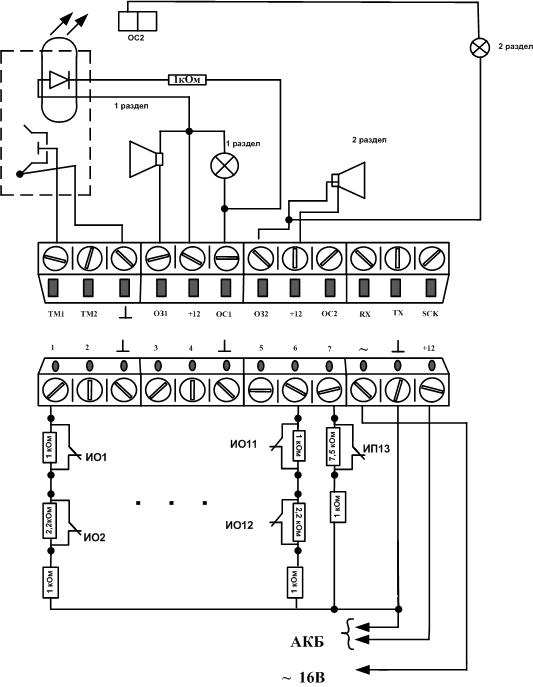 ОС2
2 раздел
1кОм
1 раздел
1 раздел
2 раздел
ТМ1 ТМ2 ⊥ ОЗ1 +12 ОС1 ОЗ2 +12 ОС2 RX TX SCK
1 2 ⊥ 3 4 ⊥ 5 6 7 ~ ⊥ +12
1 кОм
ИО1
ИО11
1 кОм
7,5 кОм
ИП13
2,2кОм
ИО2
. . .
ИО12
2,2 кОм
1 кОм
1 кОм
1 кОм
АКБ
~ 16В